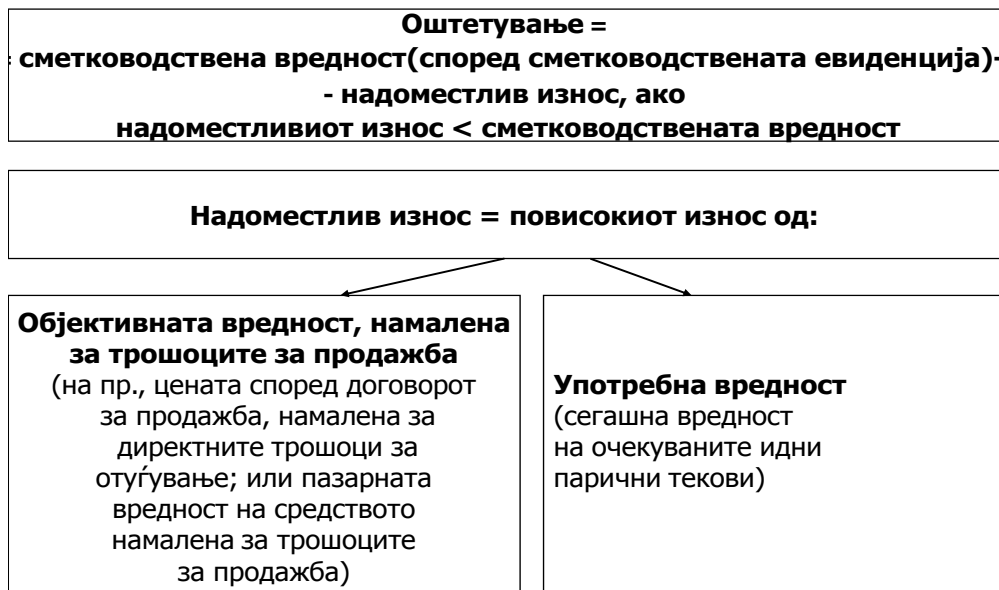 Оштетување =
= сметководствена вредност(според сметководствената евиденција)-
- надоместлив износ, ако
надоместливиот износ < сметководствената вредност
Надоместлив износ = повисокиот износ од:
Објективната вредност, намалена
за трошоците за продажба
(на пр., цената според договорот
за продажба, намалена за
директните трошоци за
отуѓување; или пазарната
вредност на средството
намалена за трошоците
за продажба)
Употребна вредност
(сегашна вредност
на очекуваните идни
парични текови)